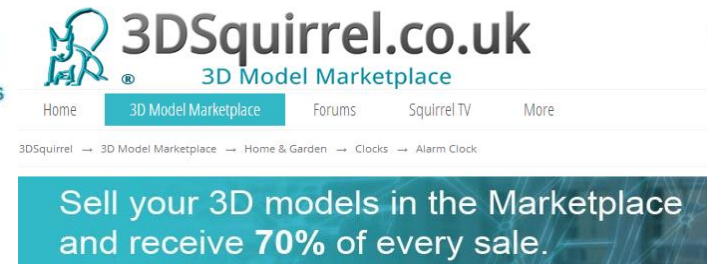 3DSquirrel.co.uk
® 3D Model Marketplace
Home 3D Model Marketplace Forums Squirrel TV More
3DSquirrel → 3D Model Marketplace → Home & Garden → Clocks → Alarm Clock
Sell your 3D models in the Marketplace
and receive 70% of every sale.